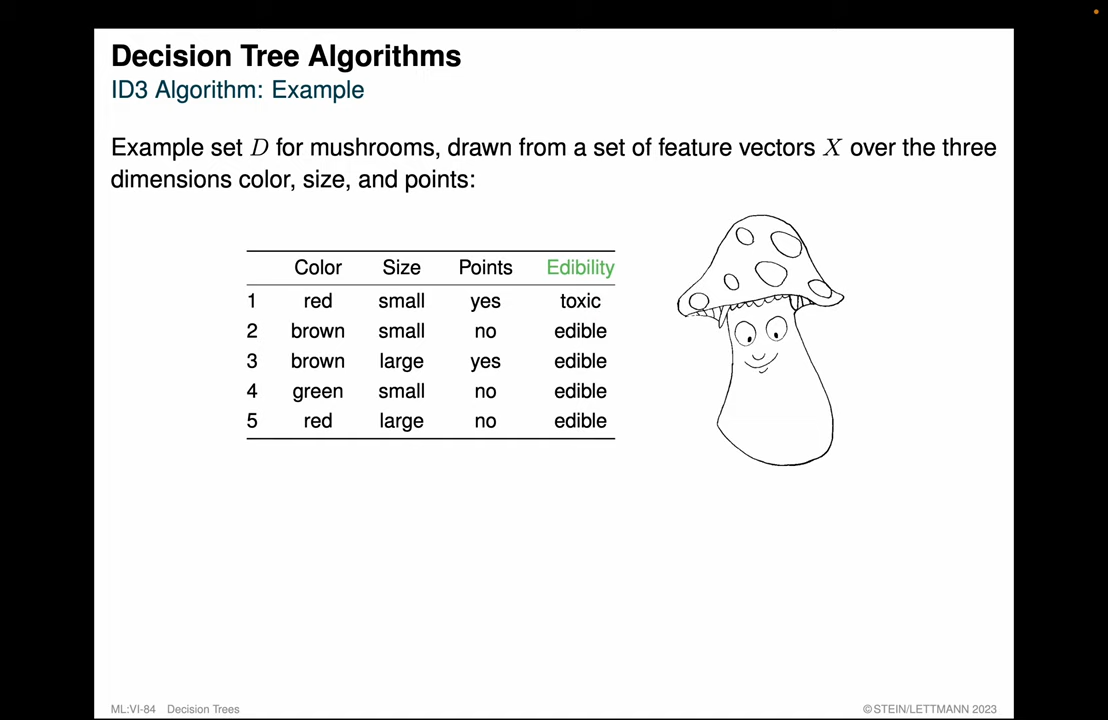 Decision Tree Algorithms
ID3 Algorithm: Example
Example set D for mushrooms, drawn from a set of feature vectors X over the three
dimensions color, size, and points:
Color Size Points Edibility
1 red small yes toxic
2 brown small no edible
3 brown large yes edible
4 green small no edible
5 red large no edible
ML:VI-84 Decision Trees ©STEIN/LETTMANN 2023